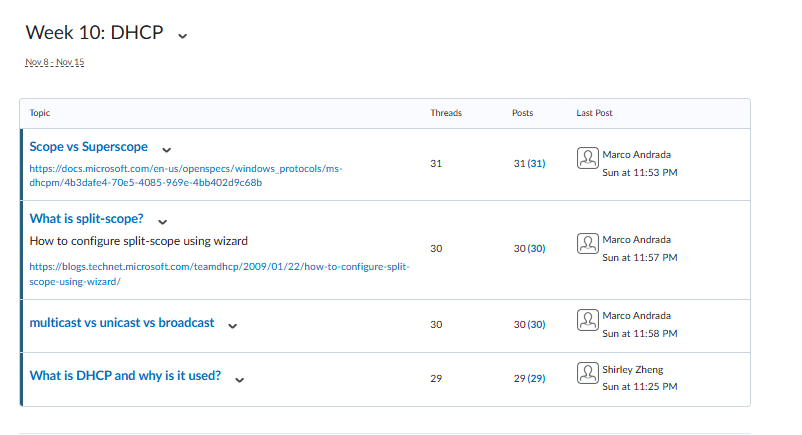 Week 10: DHCP
Nov 8 - Nov 15
Topic Threads Posts Last Post
Scope vs Superscope
https://docs.microsoft.com/en-us/openspecs/windows_protocols/ms-
dhcpm/4b3dafe4-70e5-4085-969e-4bb402d9c68b
31 31 (31)
Marco Andrada
Sun at 11:53 PM
What is split-scope?
How to configure split-scope using wizard
https://blogs.technet.microsoft.com/teamdhcp/2009/01/22/how-to-configure-split-
scope-using-wizard/
30 30 (30)
Marco Andrada
Sun at 11:57 PM
multicast vs unicast vs broadcast
30 30 (30)
Marco Andrada
Sun at 11:58 PM
What is DHCP and why is it used?
29 29 (29)
Shirley Zheng
Sun at 11:25 PM